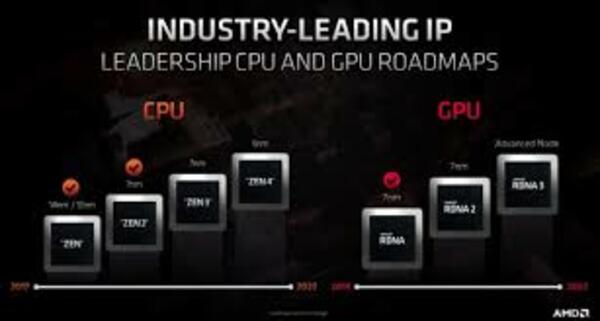 INDUSTRY-LEADING IP
LEADERSHIP CPU AND GPU ROADMAPS
CPU
GPU
7nm
7nm
"ZEN"
"ZEN 2"
"ZEN 3"
"ZEN 4"
Advanced Node
7nm
7nm
RDNA
RDNA 2
RDNA 3
2017
AMD